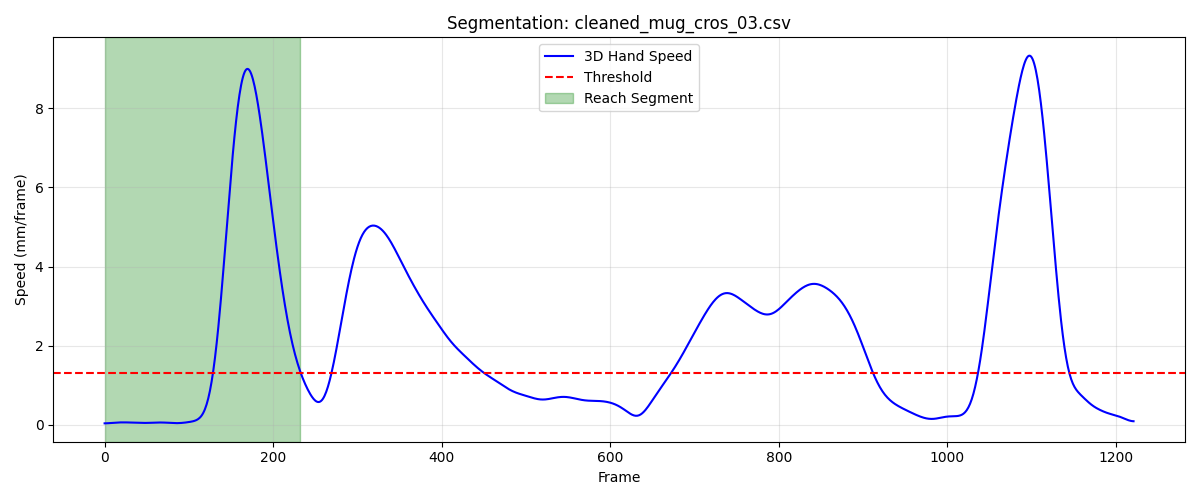 Segmentation: cleaned_mug_cros_03.csv
3D Hand Speed
Threshold
Reach Segment
Speed (mm/frame)
8
6
4
2
0
0 200 400 600 800 1000 1200
Frame